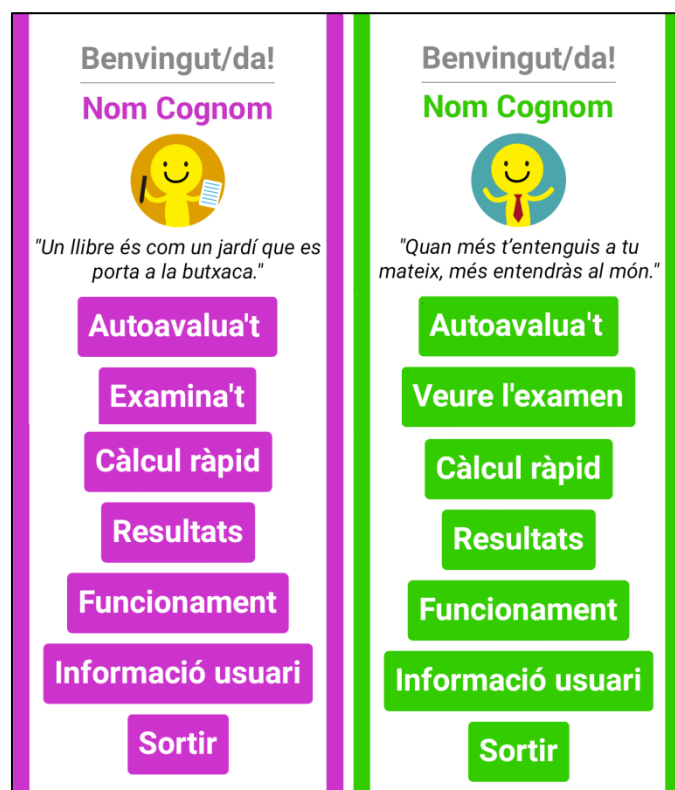 Benvingut/da!
Nom Cognom
"Un llibre és com un jardí que es
porta a la butxaca."
Autoavalua't
Examina't
Càlcul ràpid
Resultats
Funcionament
Informació usuari
Sortir
Benvingut/da!
Nom Cognom
"Quan més t’entenguis a tu
mateix, més entendràs al món."
Autoavalua't
Veure l'examen
Càlcul ràpid
Resultats
Funcionament
Informació usuari
Sortir